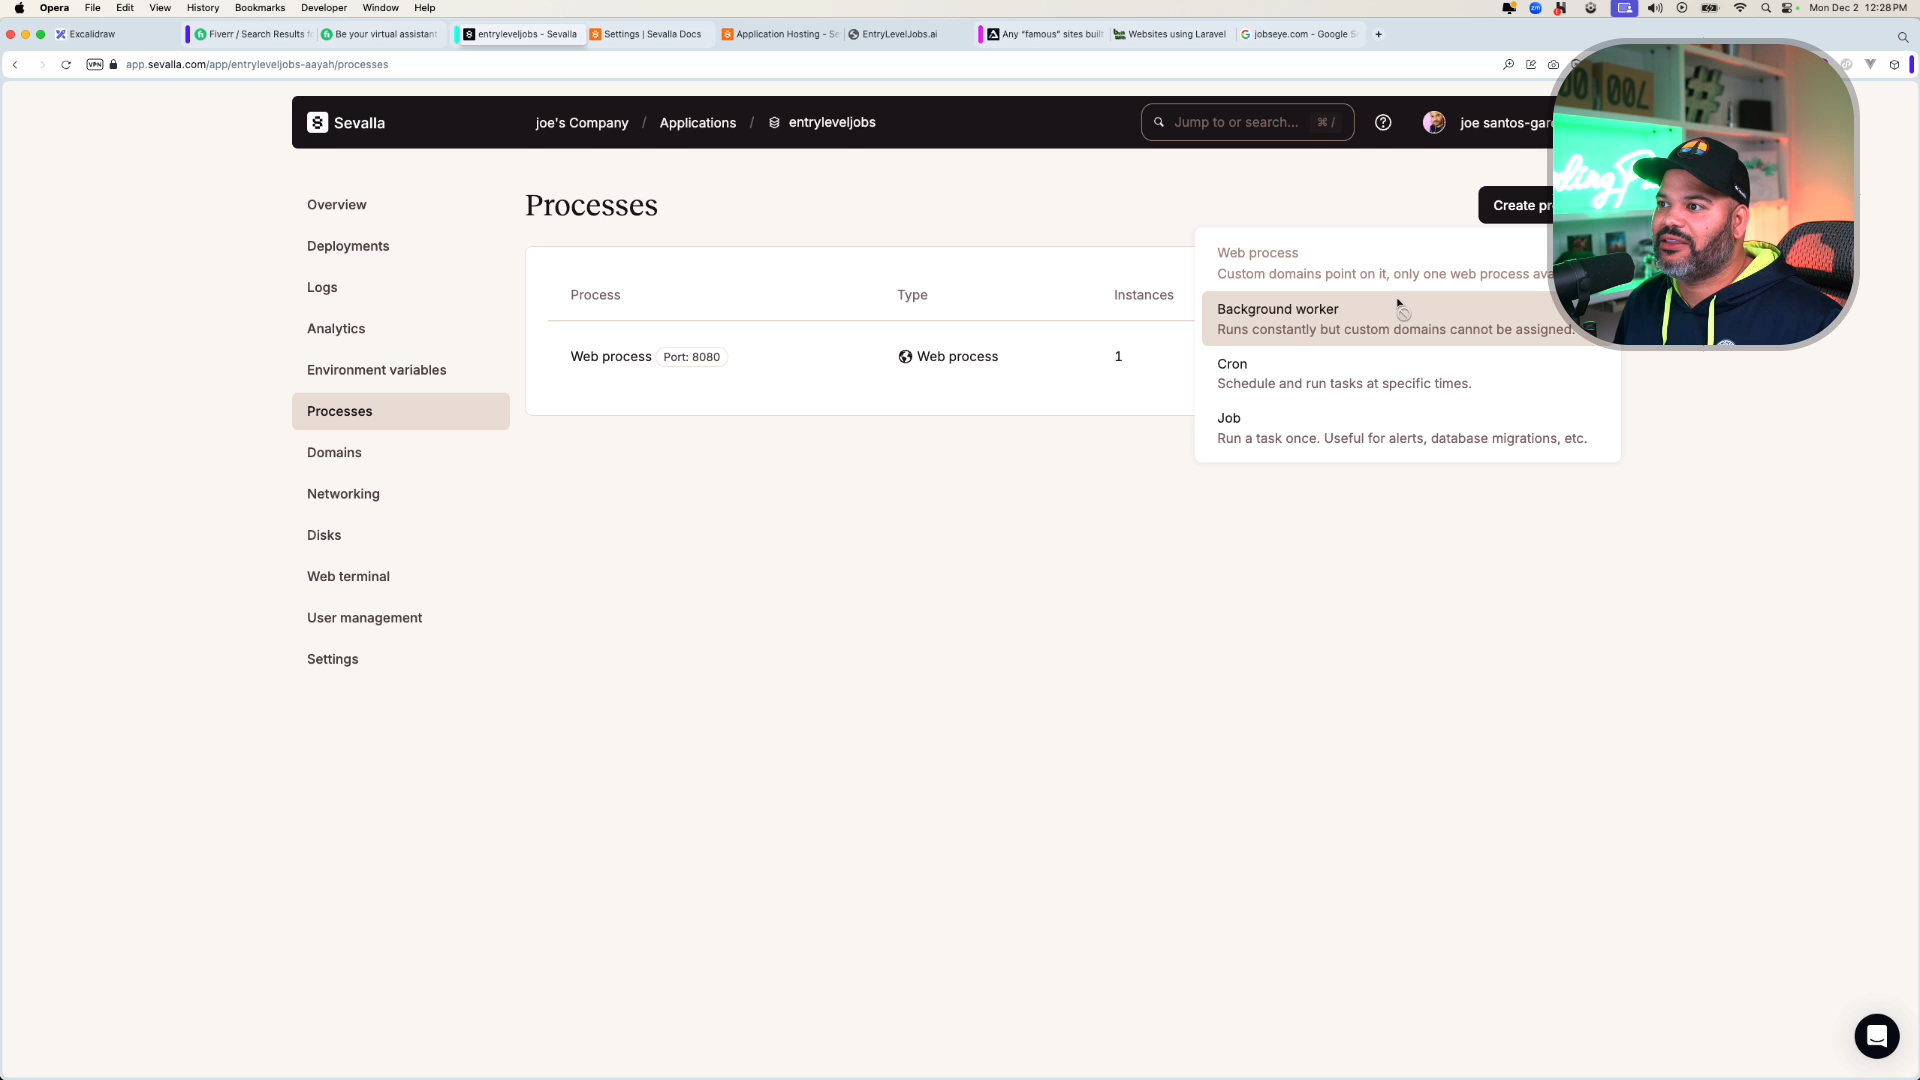 Opera File Edit View History Bookmarks Developer Window Help
Mon Dec 2 12:28PM
Excalidraw
Fiverr / Search Results f
Be your virtual assistant
entryleveljobs - Sevalla
Settings | Sevalla Docs
Application Hosting - Se
EntryLevelJobs.ai
Any "famous" sites built
Websites using Laravel
jobseye.com - Google S
VPN
app.sevalla.com/app/entryleveljobs-aayah/processes
Sevalla
joe's Company / Applications / entryleveljobs
Jump to or search... ⌘ /
joe santos-garc
Overview
Deployments
Logs
Analytics
Environment variables
Processes
Domains
Networking
Disks
Web terminal
User management
Settings
Processes
Create pr
Process Type Instances
Web process Port: 8080 Web process 1
Web process
Custom domains point on it, only one web process ava
Background worker
Runs constantly but custom domains cannot be assigned.
Cron
Schedule and run tasks at specific times.
Job
Run a task once. Useful for alerts, database migrations, etc.